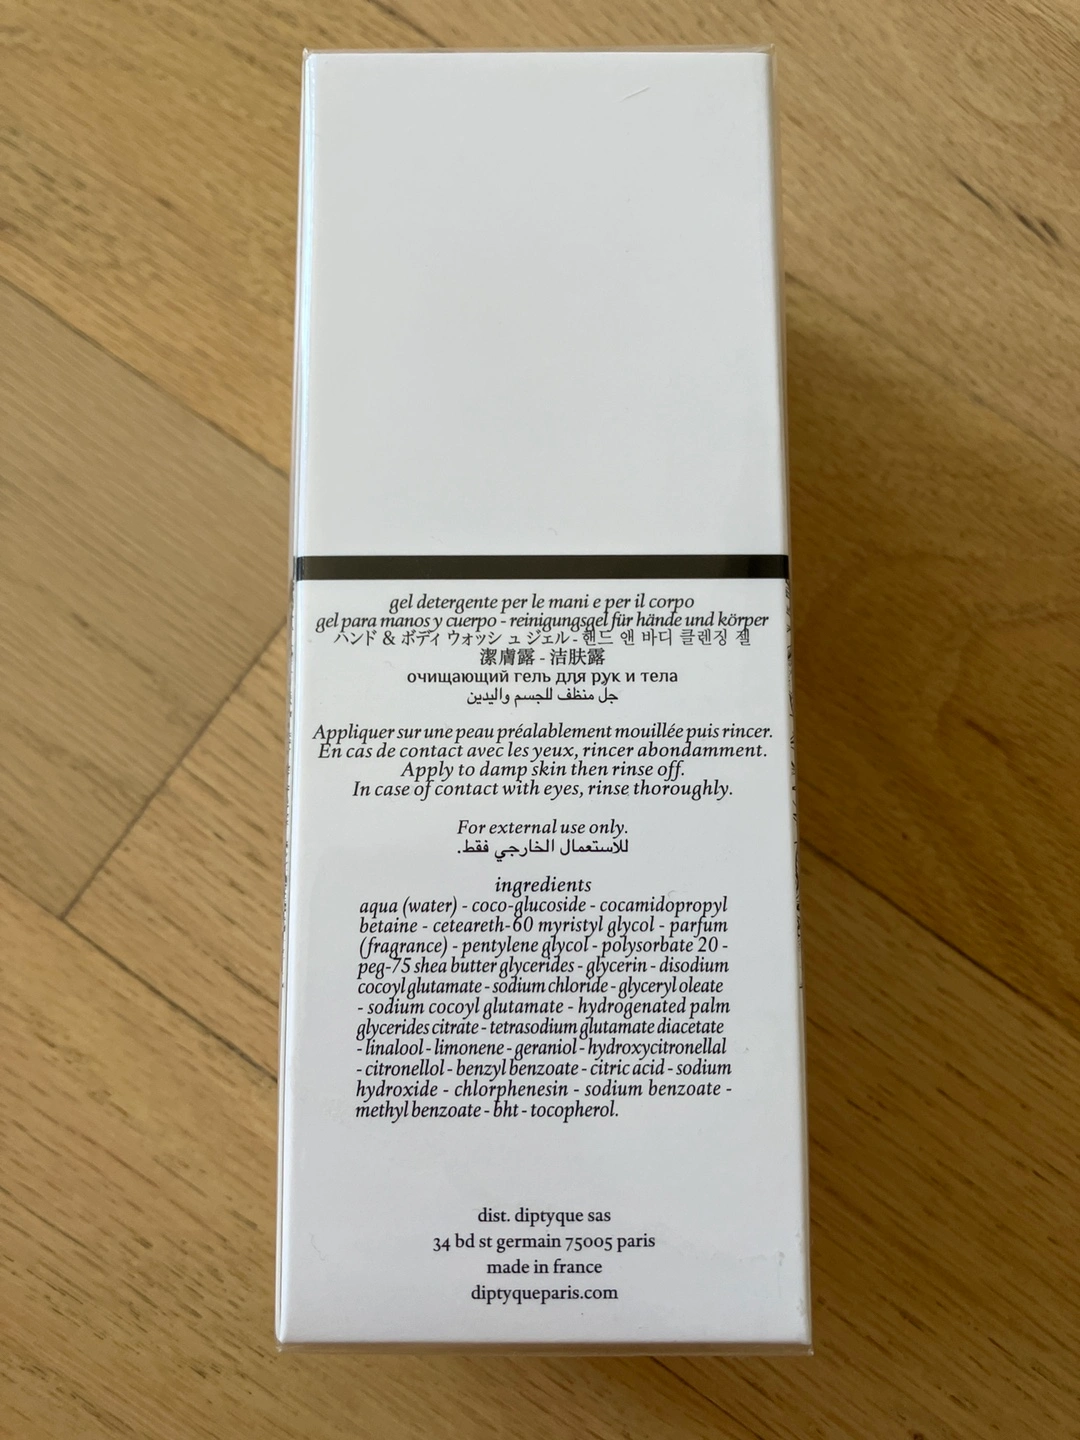 gel detergente per le mani e per il corpo
gel para manos y cuerpo - reinigungsgel für hände und körper
ハンド & ボディ ウォッシュ ジェル - 핸드 앤 바디 클렌징 젤
潔膚露 - 洁肤露
очищающий гель для рук и тела
جل منظف للجسم واليدين
Appliquer sur une peau préalablement mouillée puis rincer.
En cas de contact avec les yeux, rincer abondamment.
Apply to damp skin then rinse off.
In case of contact with eyes, rinse thoroughly.
For external use only.
للاستعمال الخارجي فقط.
ingredients
aqua (water) - coco-glucoside - cocamidopropyl
betaine - ceteareth-60 myristyl glycol - parfum
(fragrance) - pentylene glycol - polysorbate 20 -
peg-75 shea butter glycerides - glycerin - disodium
cocoyl glutamate - sodium chloride - glyceryl oleate
- sodium cocoyl glutamate - hydrogenated palm
glycerides citrate - tetrasodium glutamate diacetate
- linalool - limonene - geraniol - hydroxycitronellal
- citronellol - benzyl benzoate - citric acid - sodium
hydroxide - chlorphenesin - sodium benzoate -
methyl benzoate - bht - tocopherol.
dist. diptyque sas
34 bd st germain 75005 paris
made in france
diptyqueparis.com